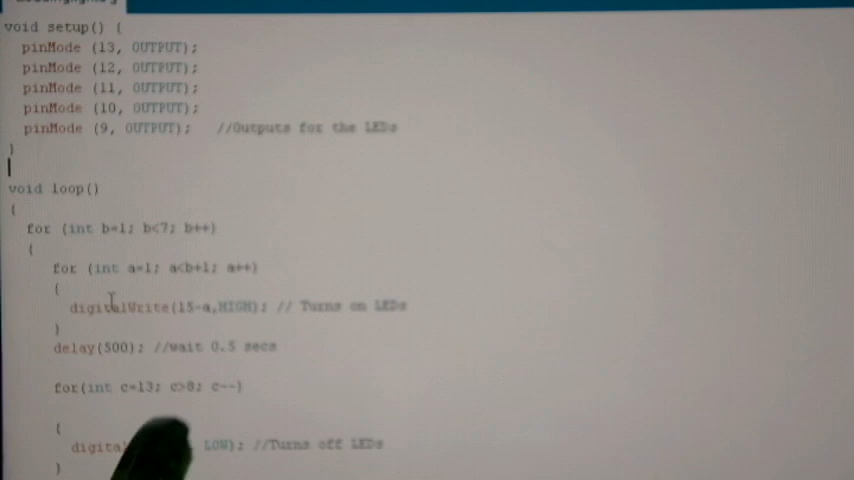 void setup() {
pinMode (13, OUTPUT);
pinMode (12, OUTPUT);
pinMode (11, OUTPUT);
pinMode (10, OUTPUT);
pinMode (9, OUTPUT); //Outputs for the LEDs
}
void loop()
{
for (int b=1; b<7; b++)
{
for (int a=1; a<b+1; a++)
{
digitalWrite(15-a,HIGH); // Turns on LEDs
}
delay(500); //wait 0.5 secs
for(int c=13; c>8; c--)
{
digital LOW); //Turns off LEDs
}